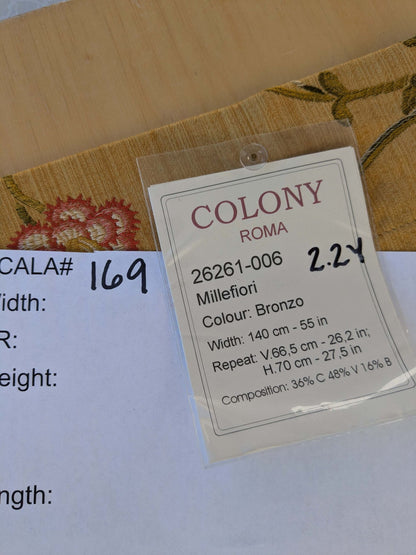 COLONY
ROMA
26261-006 2.2Y
Millefiori
Colour: Bronzo
Width: 140 cm - 55 in
Repeat: V.66,5 cm - 26,2 in;
H.70 cm - 27,5 in
Composition: 36% C 48% V 16% B
CALA# 169
idth:
R:
eight:
ngth: